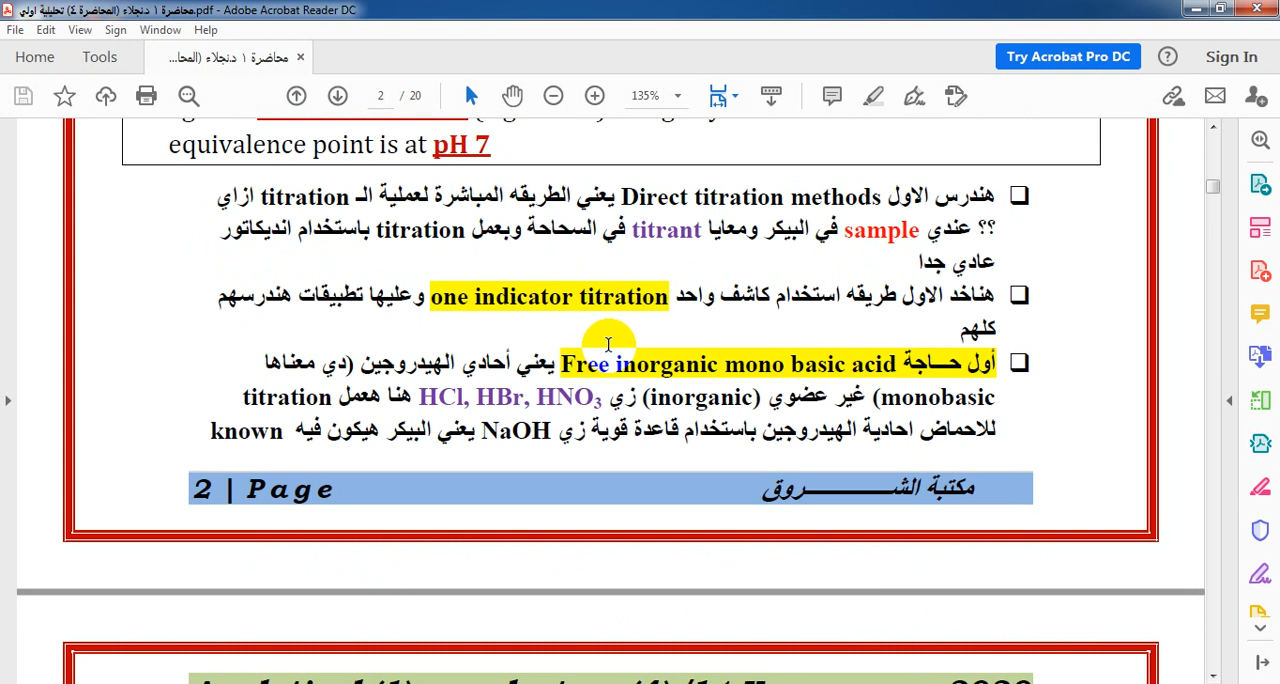 محاضرة ١ د.نجلاء (المحاضرة ٤) تحليلية اولي.pdf - Adobe Acrobat Reader DC
File Edit View Sign Window Help
Home Tools محاضرة ١ د.نجلاء (المحا... × Try Acrobat Pro DC Sign In
2 / 20 135%
equivalence point is at pH 7
هندرس الاول Direct titration methods يعني الطريقه المباشرة لعملية الـ titration ازاي
؟؟ عندي sample في البيكر ومعايا titrant في السحاحة وبعمل titration باستخدام انديكاتور
عادي جدا
هناخد الاول طريقه استخدام كاشف واحد one indicator titration وعليها تطبيقات هندرسهم
كلهم
أول حـــاجة Free inorganic mono basic acid يعني أحادي الهيدروجين (دي معناها
monobasic) غير عضوي (inorganic) زي HCl, HBr, HNO₃ هنا هعمل titration
للاحماض احادية الهيدروجين باستخدام قاعدة قوية زي NaOH يعني البيكر هيكون فيه known
2 | Page مكتبة الشـــــــــروق